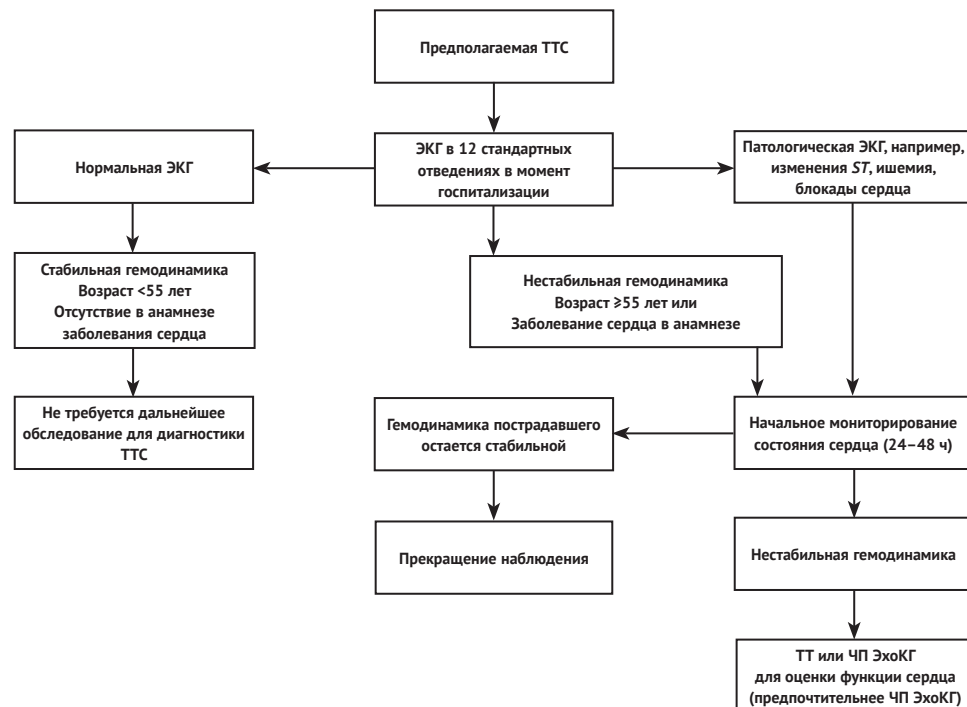 Предполагаемая ТТС
Нормальная ЭКГ
ЭКГ в 12 стандартных
отведениях в момент
госпитализации
Патологическая ЭКГ, например,
изменения ST, ишемия,
блокады сердца
Стабильная гемодинамика
Возраст <55 лет
Отсутствие в анамнезе
заболевания сердца
Нестабильная гемодинамика
Возраст ≥55 лет или
Заболевание сердца в анамнезе
Не требуется дальнейшее
обследование для диагностики
ТТС
Гемодинамика пострадавшего
остается стабильной
Начальное мониторирование
состояния сердца (24–48 ч)
Прекращение наблюдения
Нестабильная гемодинамика
ТТ или ЧП ЭхоКГ
для оценки функции сердца
(предпочтительнее ЧП ЭхоКГ)